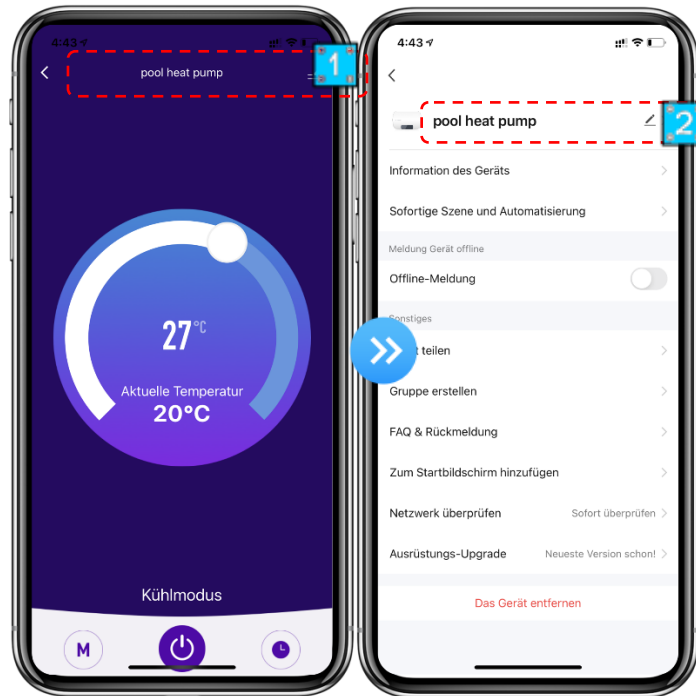 4:43
pool heat pump
1
27°C
Aktuelle Temperatur
20°C
Kühlmodus
M
4:43
pool heat pump
2
Information des Geräts
Sofortige Szene und Automatisierung
Meldung Gerät offline
Offline-Meldung
Sonstiges
teilen
Gruppe erstellen
FAQ & Rückmeldung
Zum Startbildschirm hinzufügen
Netzwerk überprüfen Sofort überprüfen
Ausrüstungs-Upgrade Neueste Version schon!
Das Gerät entfernen